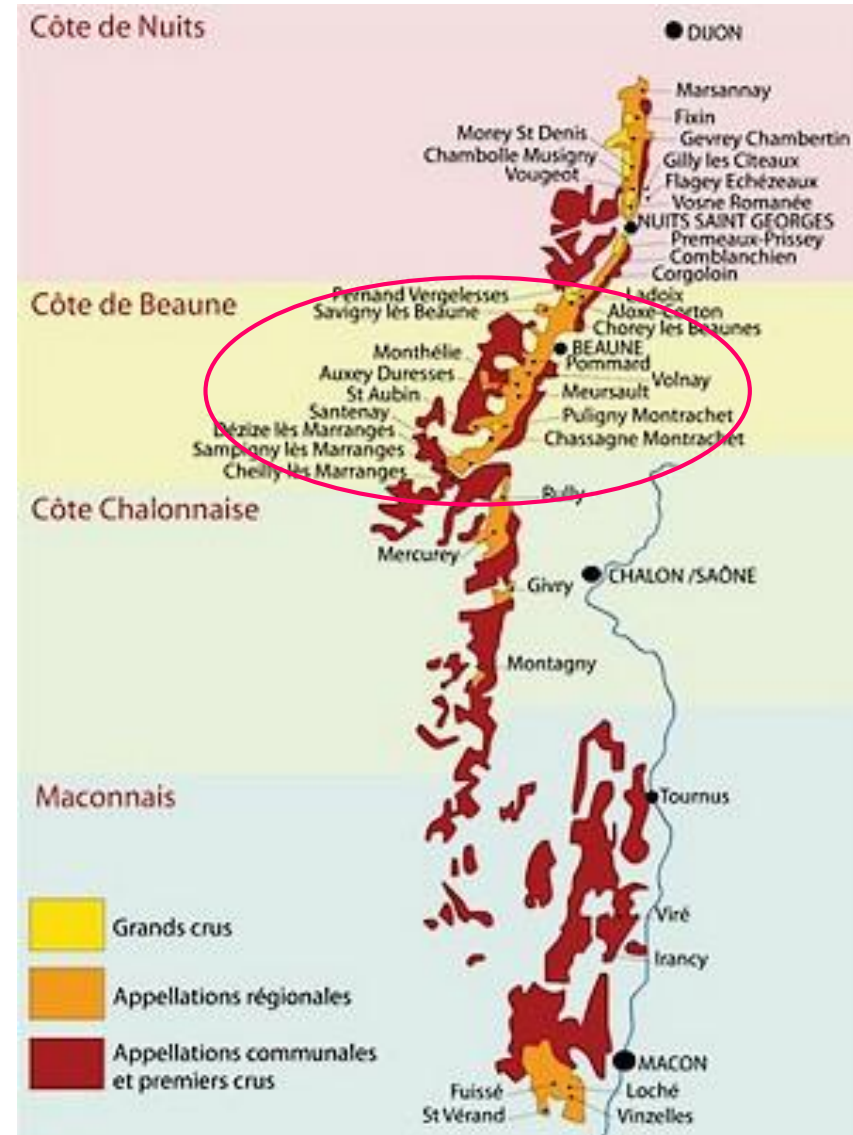 Côte de Nuits
DIJON
Marsannay
Fixin
Morey St Denis
Gevrey Chambertin
Chambolle Musigny
Gilly les Cîteaux
Vougeot
Flagey Echézeaux
Vosne Romanée
NUITS SAINT GEORGES
Premeaux-Prissey
Comblanchien
Corgoloin
Côte de Beaune
Pernand Vergelesses
Ladoix
Savigny lès Beaune
Aloxe-Corton
Chorey les Beaunes
BEAUNE
Monthélie
Pommard
Auxey Duresses
Volnay
St Aubin
Meursault
Santenay
Puligny Montrachet
Dézize lès Marranges
Chassagne Montrachet
Sampigny lès Marranges
Cheilly lès Marranges
Côte Chalonnaise
Rully
Mercurey
CHALON /SAÔNE
Givry
Montagny
Maconnais
Tournus
Viré
Irancy
Grands crus
Appellations régionales
Appellations communales
et premiers crus
MACON
Fuissé
Loché
St Vérand
Vinzelles